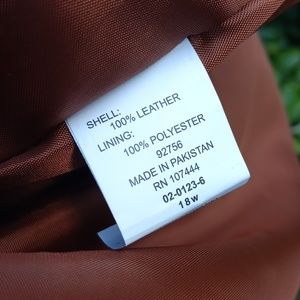 SHELL:
100% LEATHER
LINING:
100% POLYESTER
92756
MADE IN PAKISTAN
RN 107444
02-0123-6
18w